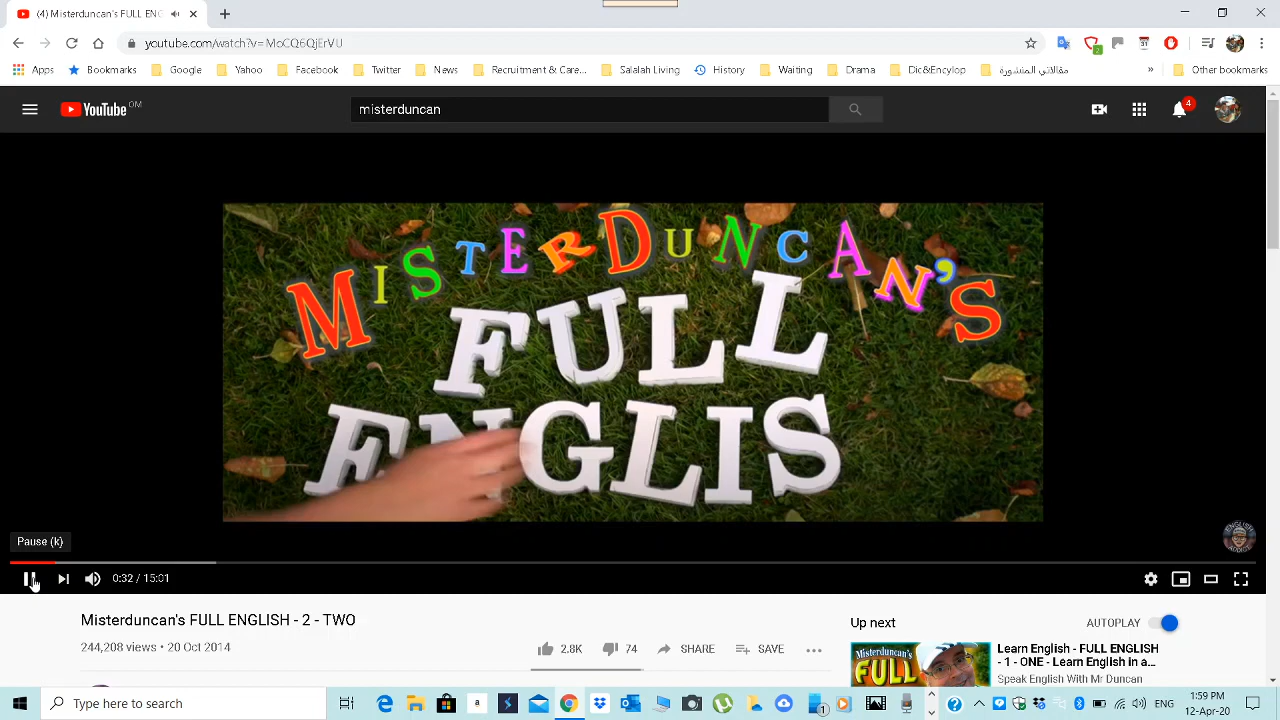 (4) Misterduncan's FULL ENG
youtube.com/watch?v=MoCQ6QjErVU
Apps
Bookmarks
Google
Yahoo
Facebook
Twitter
News
Recruitment & Care...
Salalah Living
History
Waiting
Drama
Dic&Encylop
مقالاتي المنشورة
»
Other bookmarks
YouTube OM
misterduncan
4
MISTERDUNCAN'S
FULL
ENGLIS
Pause (k)
0:32 / 15:01
Misterduncan's FULL ENGLISH - 2 - TWO
244,208 views • 20 Oct 2014
2.8K
74
SHARE
SAVE
Up next
AUTOPLAY
Misterduncan's
FULL
Learn English - FULL ENGLISH
- 1 - ONE - Learn English in a...
Speak English With Mr Duncan
Type here to search
ENG
1:59 PM
12-Apr-20